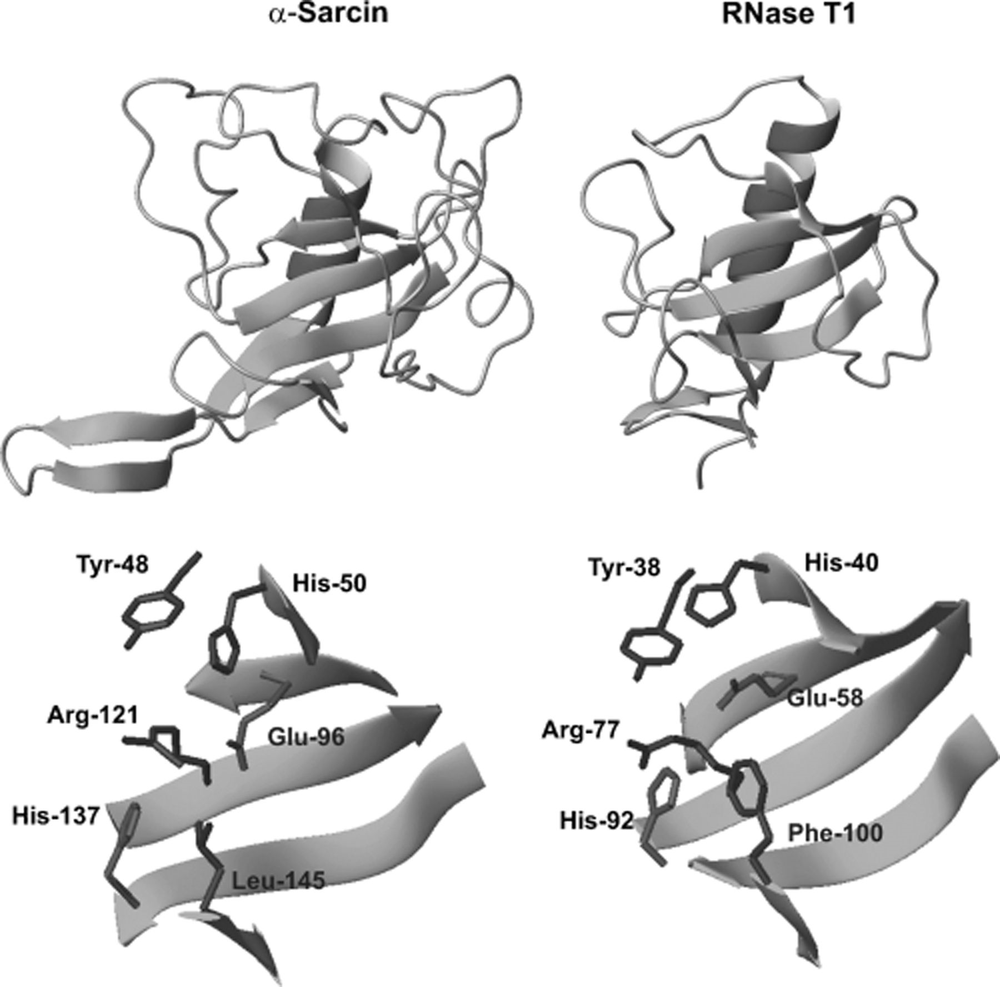 α-Sarcin
RNase T1
Tyr-48
His-50
Arg-121
Glu-96
His-137
Leu-145
Tyr-38
His-40
Glu-58
Arg-77
His-92
Phe-100